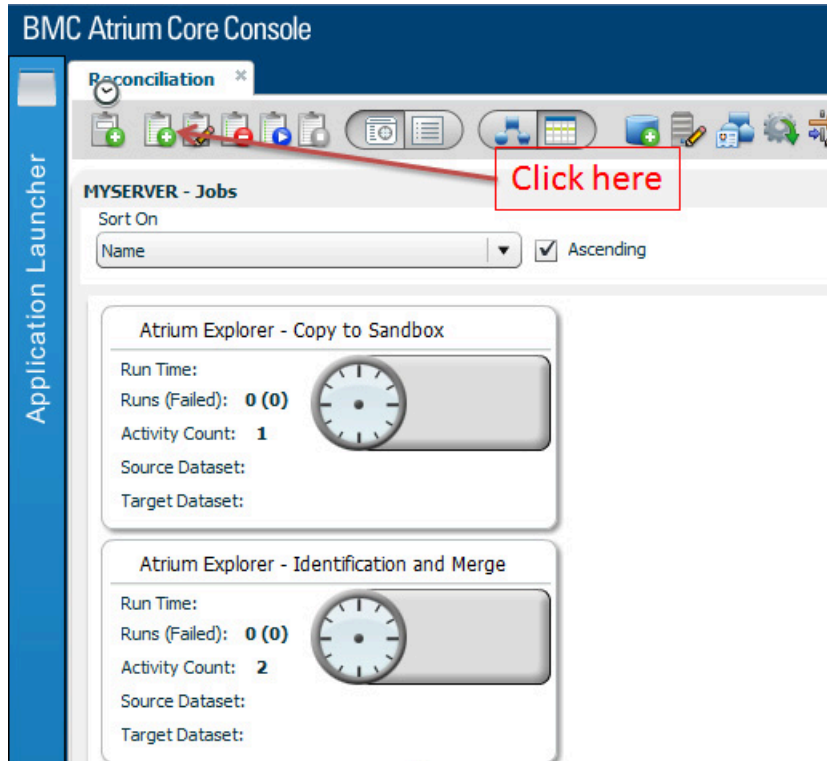 BMC Atrium Core Console
Application Launcher
Reconciliation ×
Click here
MYSERVER - Jobs
Sort On
Name
Ascending
Atrium Explorer - Copy to Sandbox
Run Time:
Runs (Failed): 0 (0)
Activity Count: 1
Source Dataset:
Target Dataset:
Atrium Explorer - Identification and Merge
Run Time:
Runs (Failed): 0 (0)
Activity Count: 2
Source Dataset:
Target Dataset: